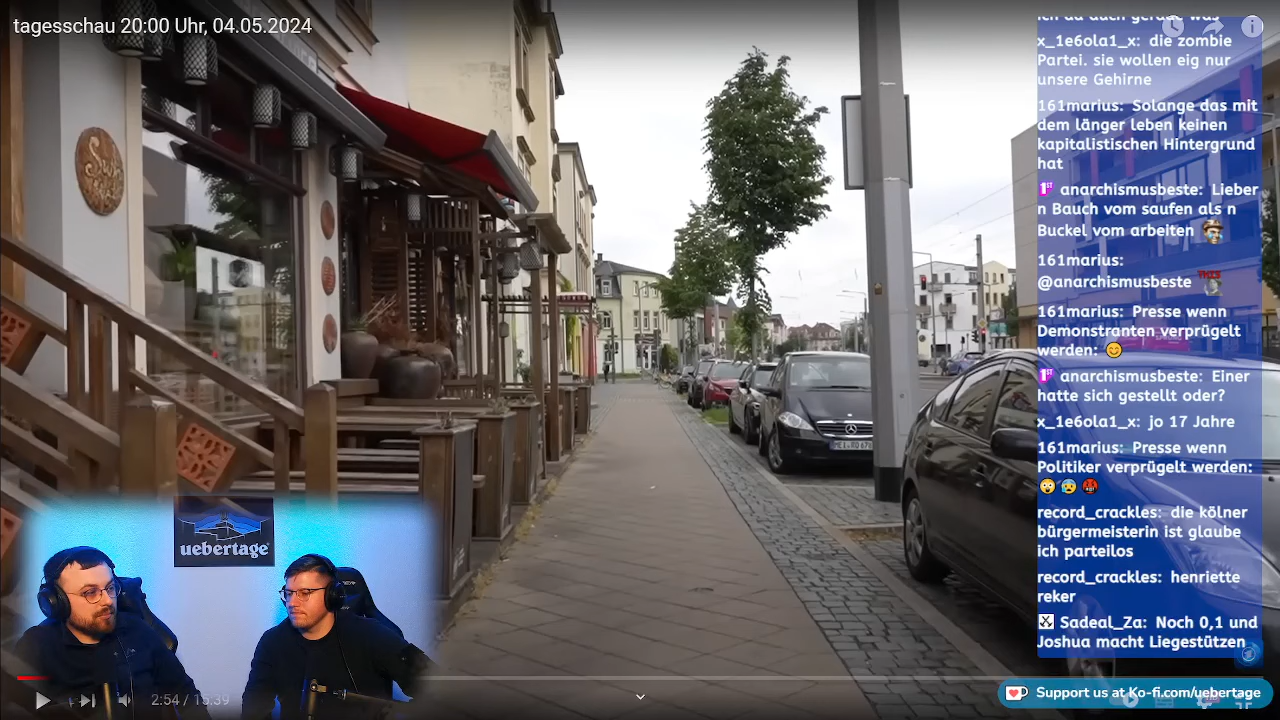 tagesschau 20:00 Uhr, 04.05.2024
ich da auch gerade was
x_1e6ola1_x: die zombie
Partei. sie wollen eig nur
unsere Gehirne
161marius: Solange das mit
dem länger leben keinen
kapitalistischen Hintergrund
hat
1ST anarchismusbeste: Lieber
n Bauch vom saufen als n
Buckel vom arbeiten
161marius:
@anarchismusbeste THIS
161marius: Presse wenn
Demonstranten verprügelt
werden: 😊
1ST anarchismusbeste: Einer
hatte sich gestellt oder?
x_1e6ola1_x: jo 17 Jahre
161marius: Presse wenn
Politiker verprügelt werden:
😳😰😡
record_crackles: die kölner
bürgermeisterin ist glaube
ich parteilos
record_crackles: henriette
reker
Sadeal_Za: Noch 0,1 und
Joshua macht Liegestützen
uebertage
2:54 / 15:39
Support us at Ko-fi.com/uebertage